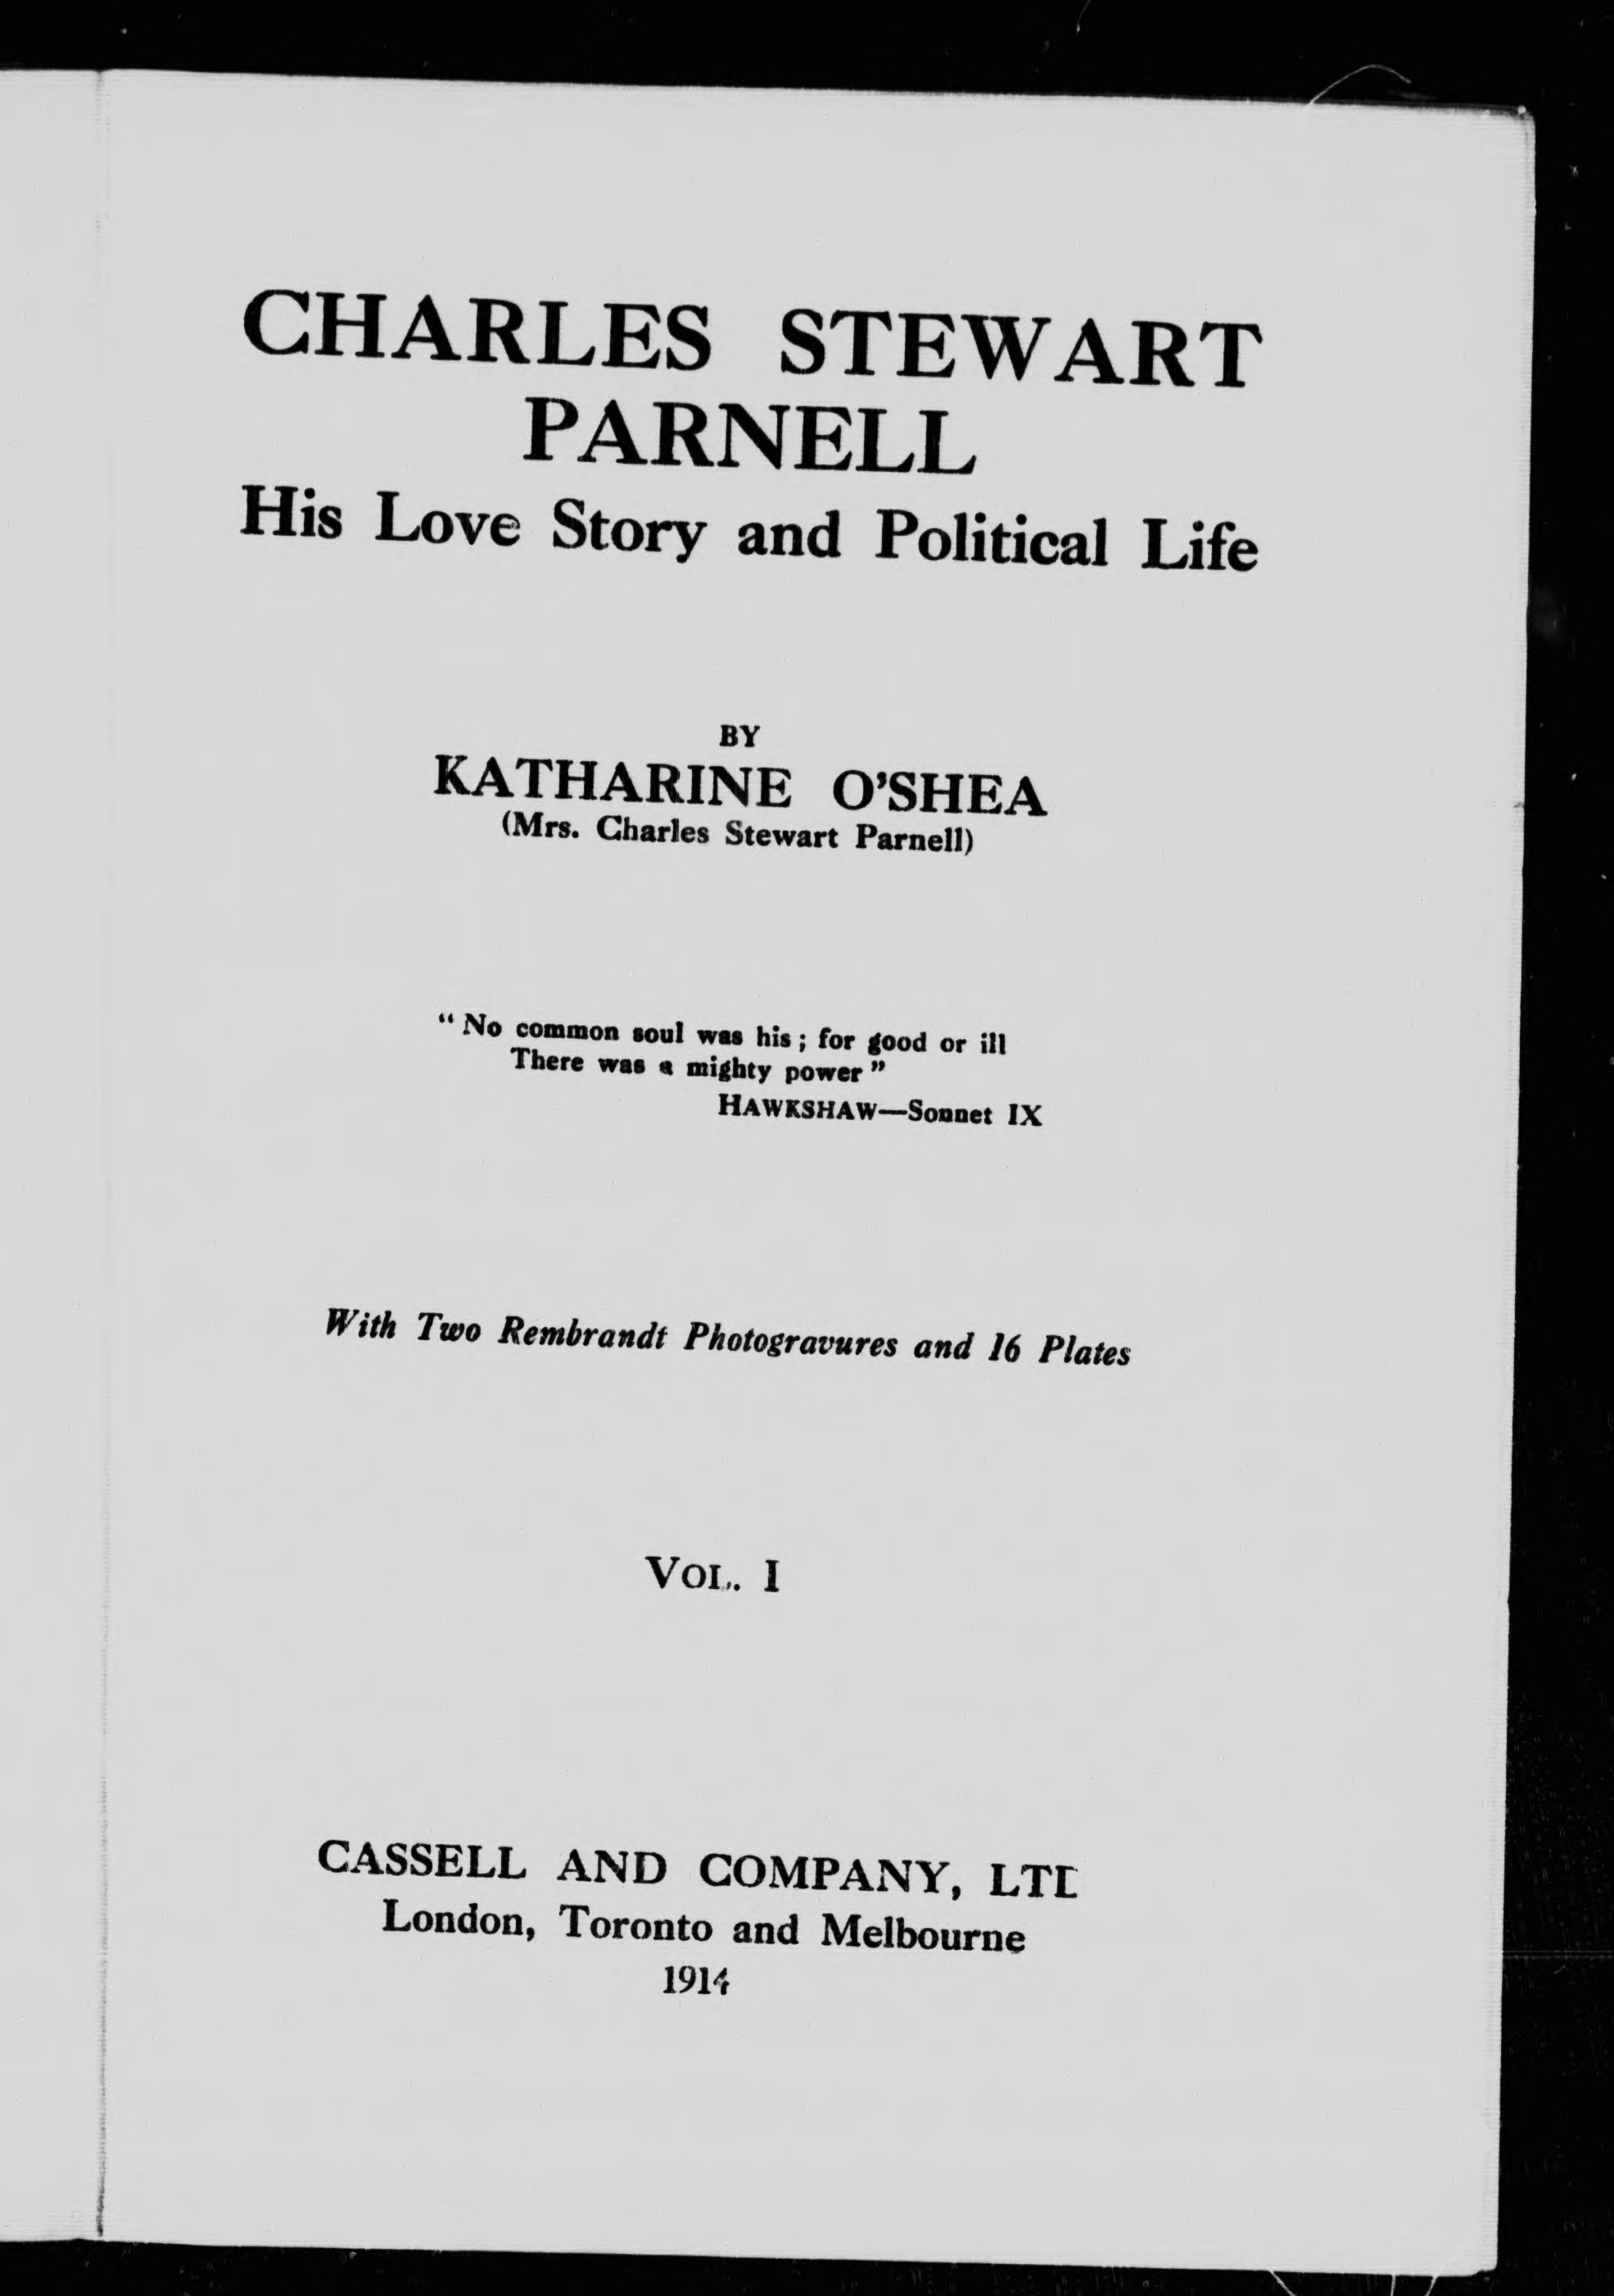 CHARLES STEWART
PARNELL
His Love Story and Political Life
BY
KATHARINE O'SHEA
(Mrs. Charles Stewart Parnell)
“ No common soul was his ; for good or ill
There was a mighty power ”
HAWKSHAW—Sonnet IX
With Two Rembrandt Photogravures and 16 Plates
VOL. I
CASSELL AND COMPANY, LTD
London, Toronto and Melbourne
1914